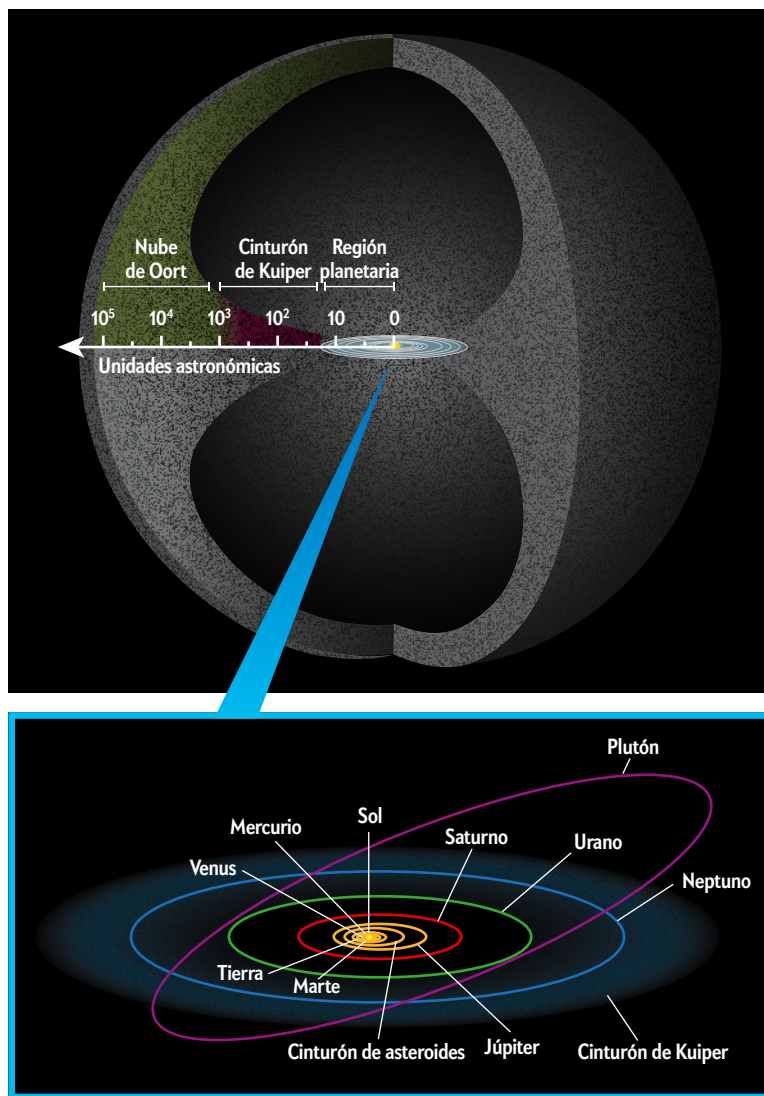 Nube
de Oort
Cinturón
de Kuiper
Región
planetaria
10⁵ 10⁴ 10³ 10² 10 0
Unidades astronómicas
Plutón
Sol
Mercurio
Saturno
Urano
Venus
Neptuno
Tierra
Marte
Cinturón de asteroides
Júpiter
Cinturón de Kuiper